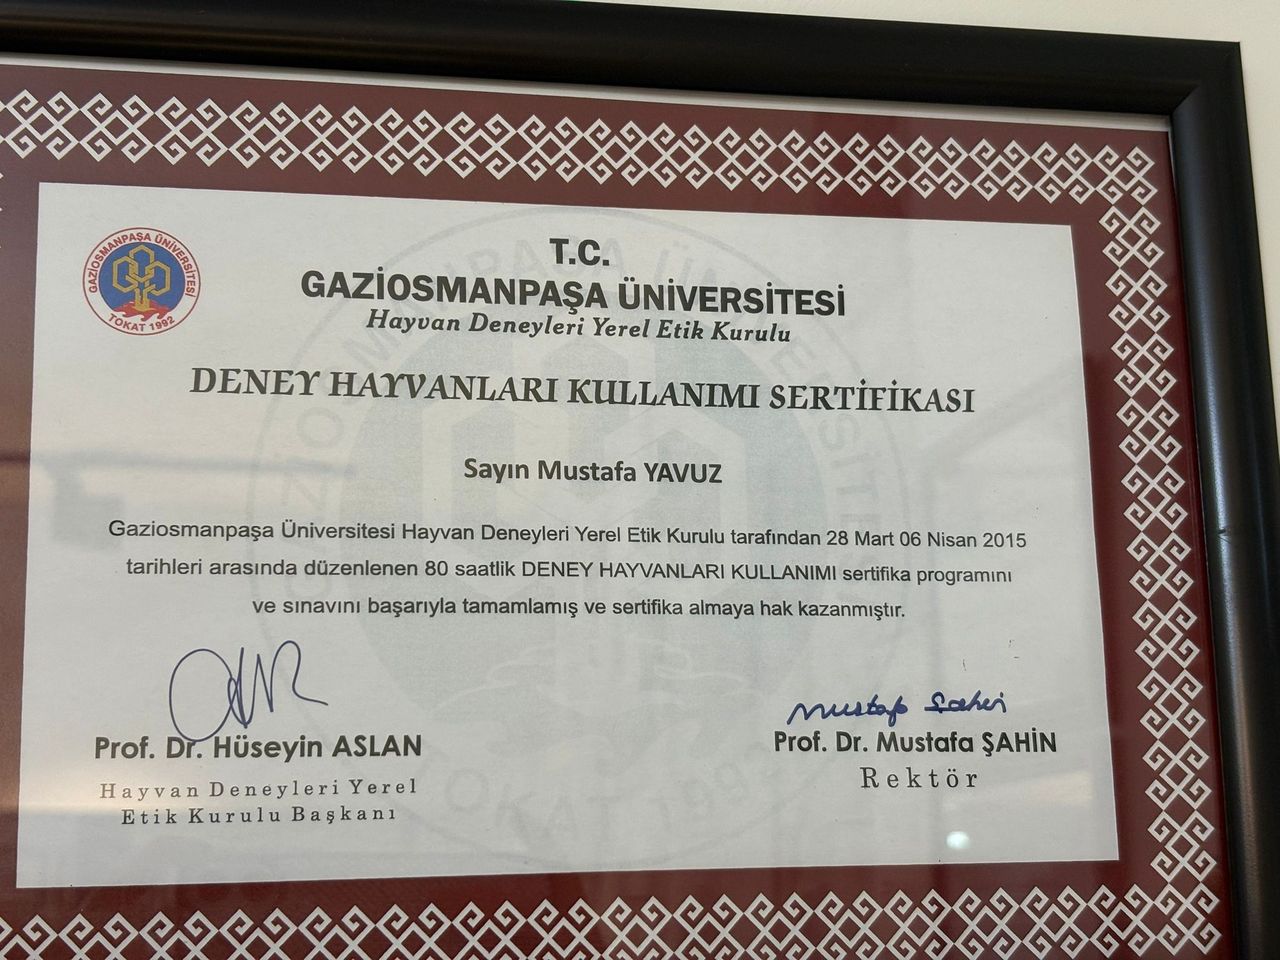 GAZİOSMANPAŞA ÜNİVERSİTESİ
TOKAT 1992
T.C.
GAZİOSMANPAŞA ÜNİVERSİTESİ
Hayvan Deneyleri Yerel Etik Kurulu
DENEY HAYVANLARI KULLANIMI SERTİFİKASI
Sayın Mustafa YAVUZ
Gaziosmanpaşa Üniversitesi Hayvan Deneyleri Yerel Etik Kurulu tarafından 28 Mart 06 Nisan 2015
tarihleri arasında düzenlenen 80 saatlik DENEY HAYVANLARI KULLANIMI sertifika programını
ve sınavını başarıyla tamamlamış ve sertifika almaya hak kazanmıştır.
Mustafa Şahin
Prof. Dr. Hüseyin ASLAN
Hayvan Deneyleri Yerel
Etik Kurulu Başkanı
Prof. Dr. Mustafa ŞAHİN
Rektör